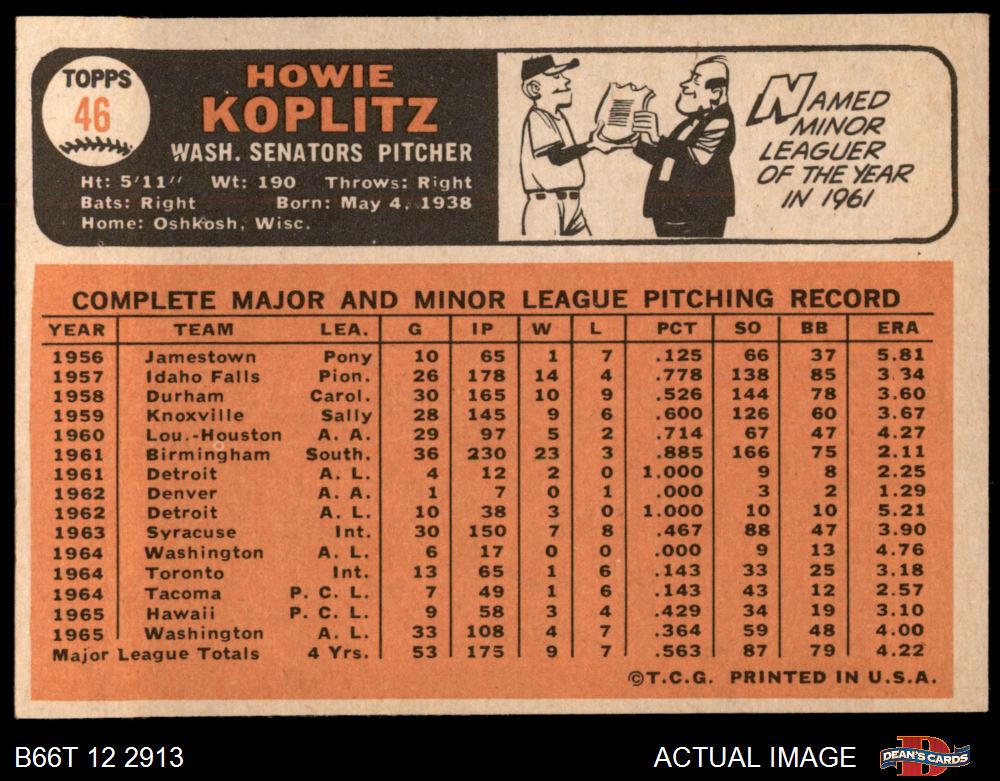 TOPPS
46
HOWIE
KOPLITZ
WASH. SENATORS PITCHER
Ht: 5'11" Wt: 190 Throws: Right
Bats: Right Born: May 4, 1938
Home: Oshkosh, Wisc.
NAMED
MINOR
LEAGUER
OF THE YEAR
IN 1961
COMPLETE MAJOR AND MINOR LEAGUE PITCHING RECORD
YEAR TEAM LEA. G IP W L PCT SO BB ERA
1956 Jamestown Pony 10 65 1 7 .125 66 37 5.81
1957 Idaho Falls Pion. 26 178 14 4 .778 138 85 3.34
1958 Durham Carol. 30 165 10 9 .526 144 78 3.60
1959 Knoxville Sally 28 145 9 6 .600 126 60 3.67
1960 Lou.-Houston A. A. 29 97 5 2 .714 67 47 4.27
1961 Birmingham South. 36 230 23 3 .885 166 75 2.11
1961 Detroit A. L. 4 12 2 0 1.000 9 8 2.25
1962 Denver A. A. 1 7 0 1 .000 3 2 1.29
1962 Detroit A. L. 10 38 3 0 1.000 10 10 5.21
1963 Syracuse Int. 30 150 7 8 .467 88 47 3.90
1964 Washington A. L. 6 17 0 0 .000 9 13 4.76
1964 Toronto Int. 13 65 1 6 .143 33 25 3.18
1964 Tacoma P. C. L. 7 49 1 6 .143 43 12 2.57
1965 Hawaii P. C. L. 9 58 3 4 .429 34 19 3.10
1965 Washington A. L. 33 108 4 7 .364 59 48 4.00
Major League Totals 4 Yrs. 53 175 9 7 .563 87 79 4.22
©T.C.G. PRINTED IN U.S.A.
B66T 12 2913
ACTUAL IMAGE
DEAN'S CARDS